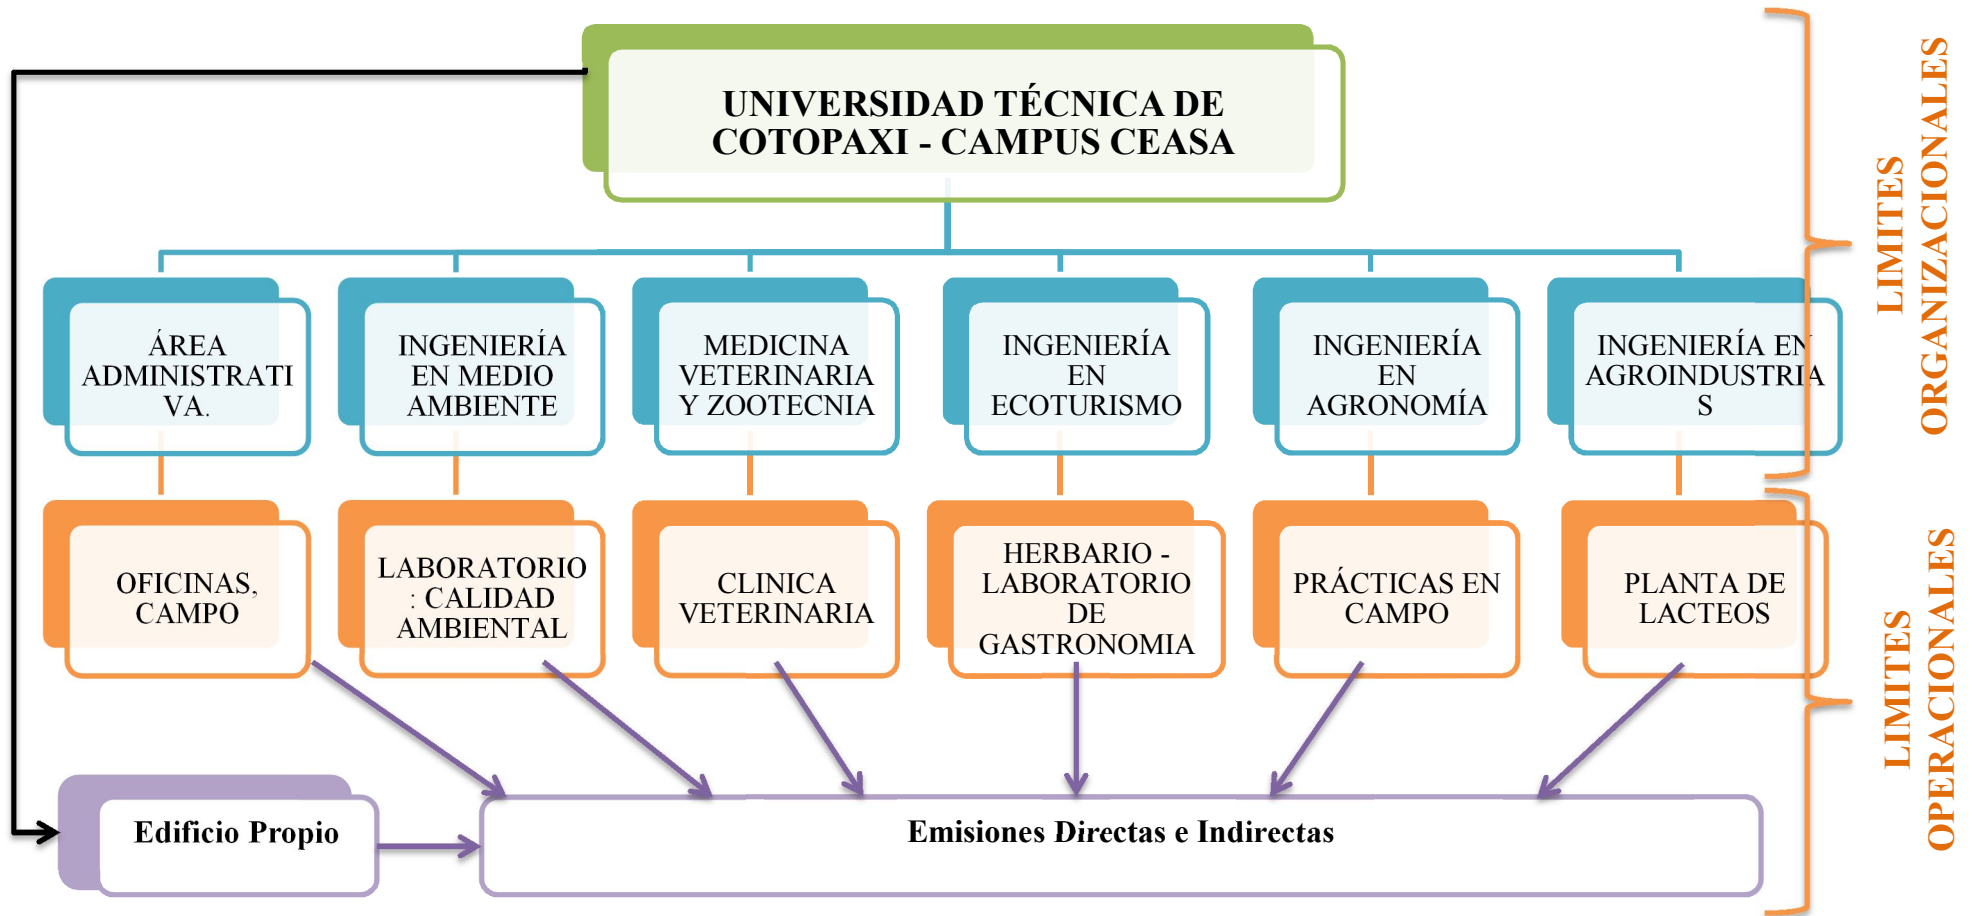 UNIVERSIDAD TÉCNICA DE
COTOPAXI - CAMPUS CEASA
LIMITES
ORGANIZACIONALES
ÁREA
ADMINISTRATI
VA.
INGENIERÍA
EN MEDIO
AMBIENTE
MEDICINA
VETERINARIA
Y ZOOTECNIA
INGENIERÍA
EN
ECOTURISMO
INGENIERÍA
EN
AGRONOMÍA
INGENIERÍA EN
AGROINDUSTRIA
S
OFICINAS,
CAMPO
LABORATORIO
: CALIDAD
AMBIENTAL
CLINICA
VETERINARIA
HERBARIO -
LABORATORIO
DE
GASTRONOMIA
PRÁCTICAS EN
CAMPO
PLANTA DE
LACTEOS
LIMITES
OPERACIONALES
Edificio Propio
Emisiones Directas e Indirectas